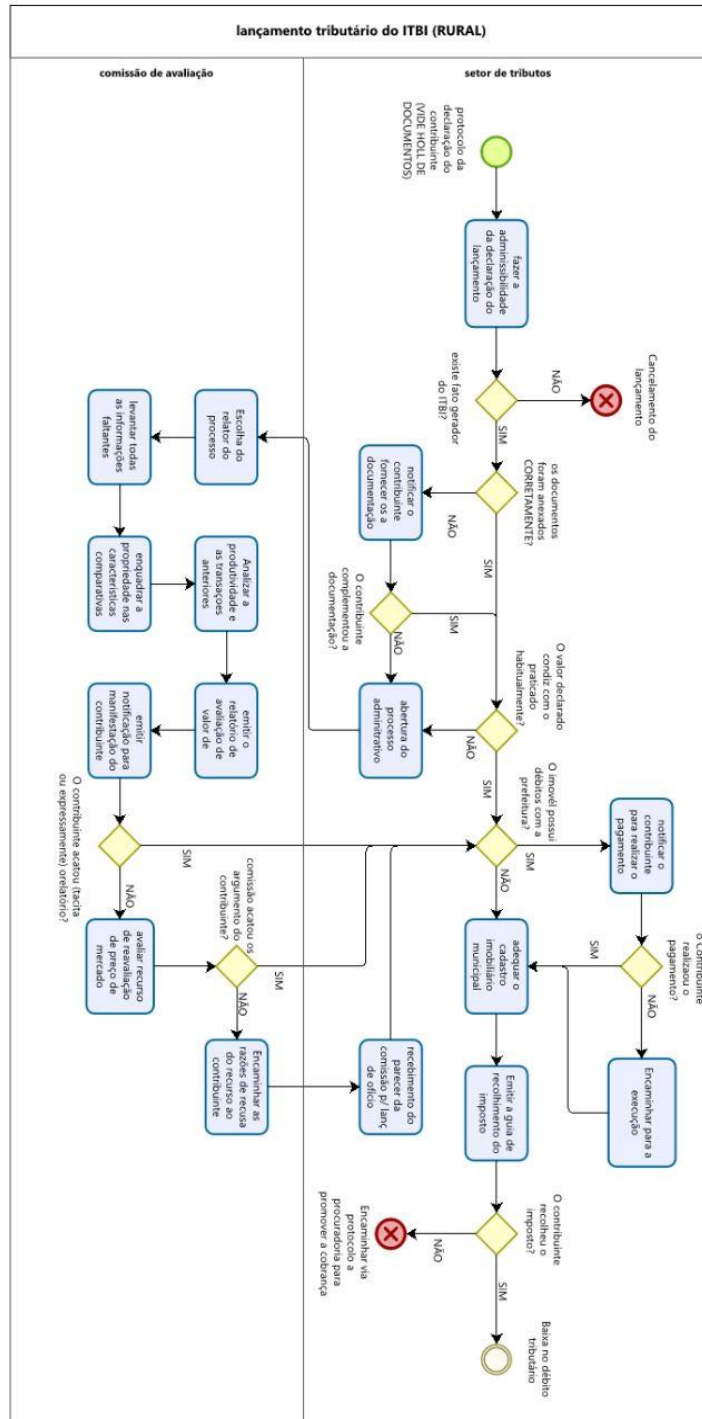 lançamento tributário do ITBI (RURAL)
comissão de avaliação
setor de tributos
protocolo da
declaração do
contribuinte
(VIDE HOLL DE
DOCUMENTOS)
fazer a
adminissibilidade
da declaração do
lançamento
existe fato gerador
do ITBI?
NÃO
Cancelamento do
lançamento
SIM
os documentos
foram anexados
CORRETAMENTE?
NÃO
notificar o
contribuinte
fornecer os a
documentação
SIM
O contribuinte
complementou a
documentação?
SIM
NÃO
abertura do
processo
administrativo
O valor declarado
condiz com o
praticado
habitualmente?
NÃO
SIM
Escolha do
relator do
processo
levantar todas
as informações
faltantes
enquadrar a
propriedade nas
características
comparativas
Analizar a
produtividade e
as transaçoes
anteriores
emitir o
relatório de
avaliação de
valor de
emitir
notificação para
manifestação do
contribuinte
O contribuinte acatou (tacita
ou expressamente) orelatório?
SIM
NÃO
avaliar recurso
de reavaliação
de preço de
mercado
comissão acatou os
argumento do
contribuinte?
SIM
NÃO
Encaminhar as
razões de recusa
do recurso ao
contribuinte
recebimento do
parecer da
comissão p/ lanç
de ofício
O imovél possui
débitos com a
prefeitura?
SIM
NÃO
notificar o
contribuinte
para realizar o
pagamento
o Contribuinte
realizaou o
pagamento?
SIM
NÃO
Encaminhar para a
execução
adequar o
cadastro
imobiliário
municipal
Emitir a guia de
recolhimento do
imposto
O contribuinte
recolheu o
imposto?
NÃO
Encaminhar via
protocolo a
procuradoria para
promover a cobrança
SIM
Baixa no débito
tributário